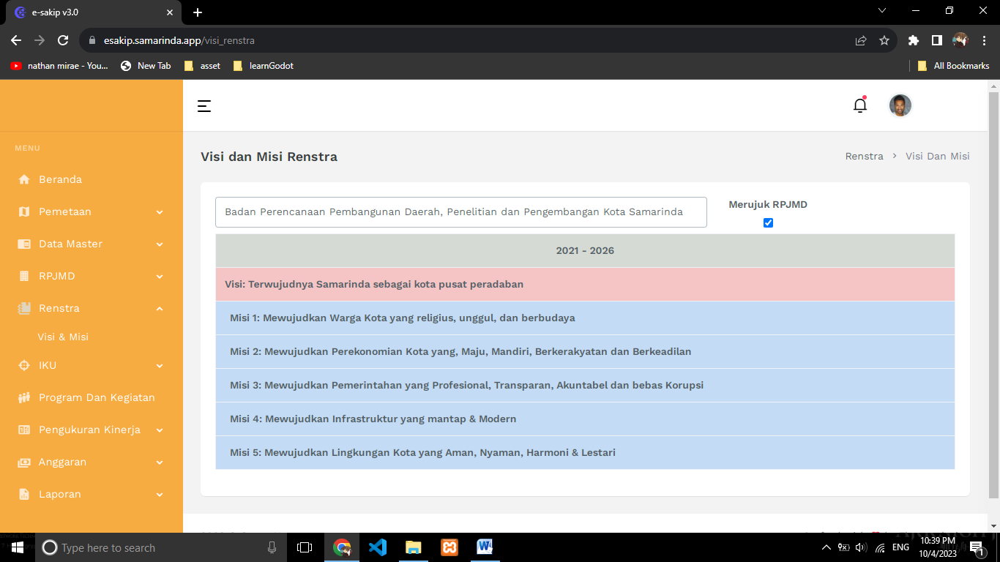 e-sakip v3.0
esakip.samarinda.app/visi_renstra
nathan mirae - You...
New Tab
asset
learnGodot
All Bookmarks
MENU
Beranda
Pemetaan
Data Master
RPJMD
Renstra
Visi & Misi
IKU
Program Dan Kegiatan
Pengukuran Kinerja
Anggaran
Laporan
Visi dan Misi Renstra
Renstra > Visi Dan Misi
Badan Perencanaan Pembangunan Daerah, Penelitian dan Pengembangan Kota Samarinda
Merujuk RPJMD
2021 - 2026
Visi: Terwujudnya Samarinda sebagai kota pusat peradaban
Misi 1: Mewujudkan Warga Kota yang religius, unggul, dan berbudaya
Misi 2: Mewujudkan Perekonomian Kota yang, Maju, Mandiri, Berkerakyatan dan Berkeadilan
Misi 3: Mewujudkan Pemerintahan yang Profesional, Transparan, Akuntabel dan bebas Korupsi
Misi 4: Mewujudkan Infrastruktur yang mantap & Modern
Misi 5: Mewujudkan Lingkungan Kota yang Aman, Nyaman, Harmoni & Lestari
Type here to search
ENG
10:39 PM
10/4/2023
1